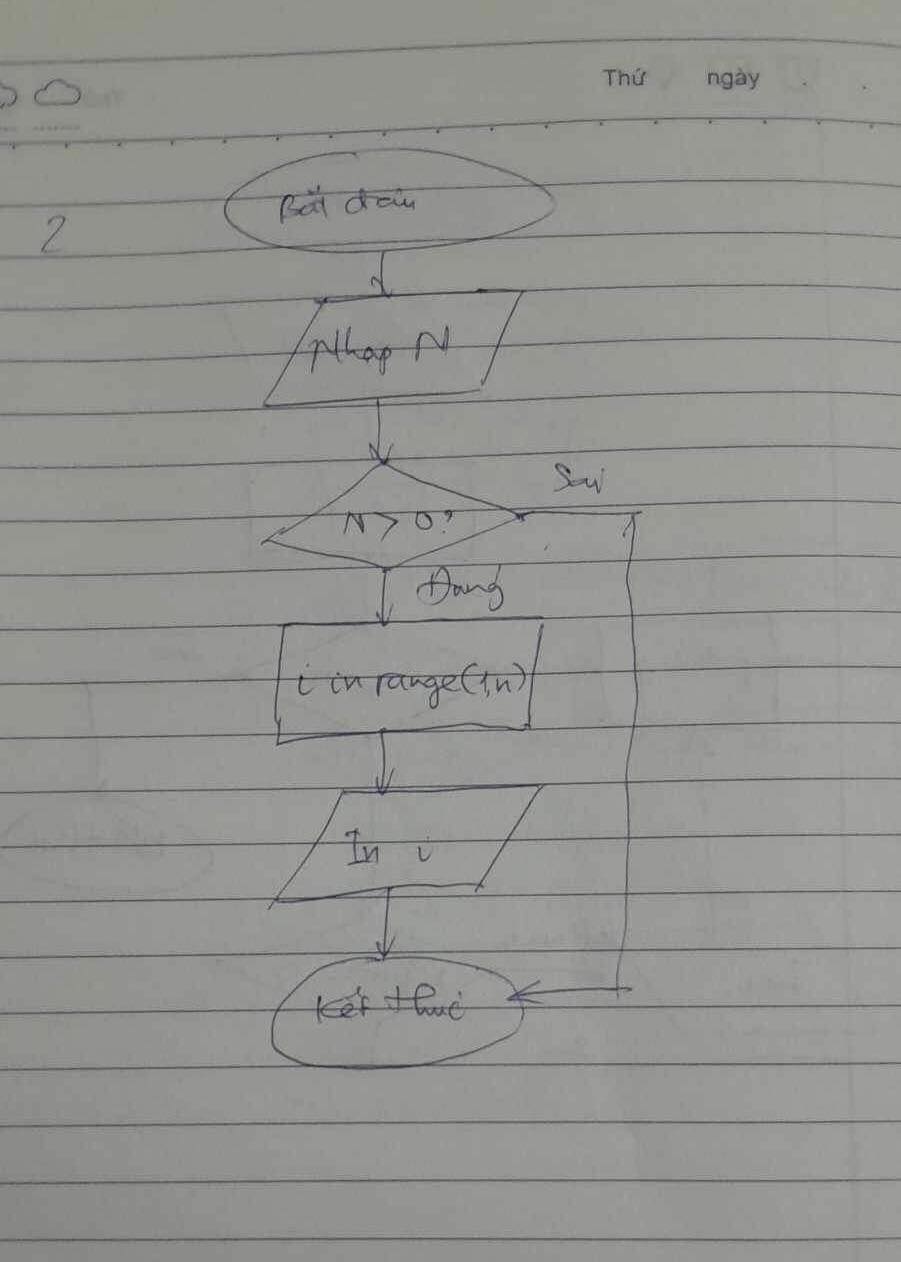 Thứ ngày . .
2
Bắt đầu
Nhập N
N > 0?
Sai
Đúng
i in range(1,n)
In i
Kết thúc